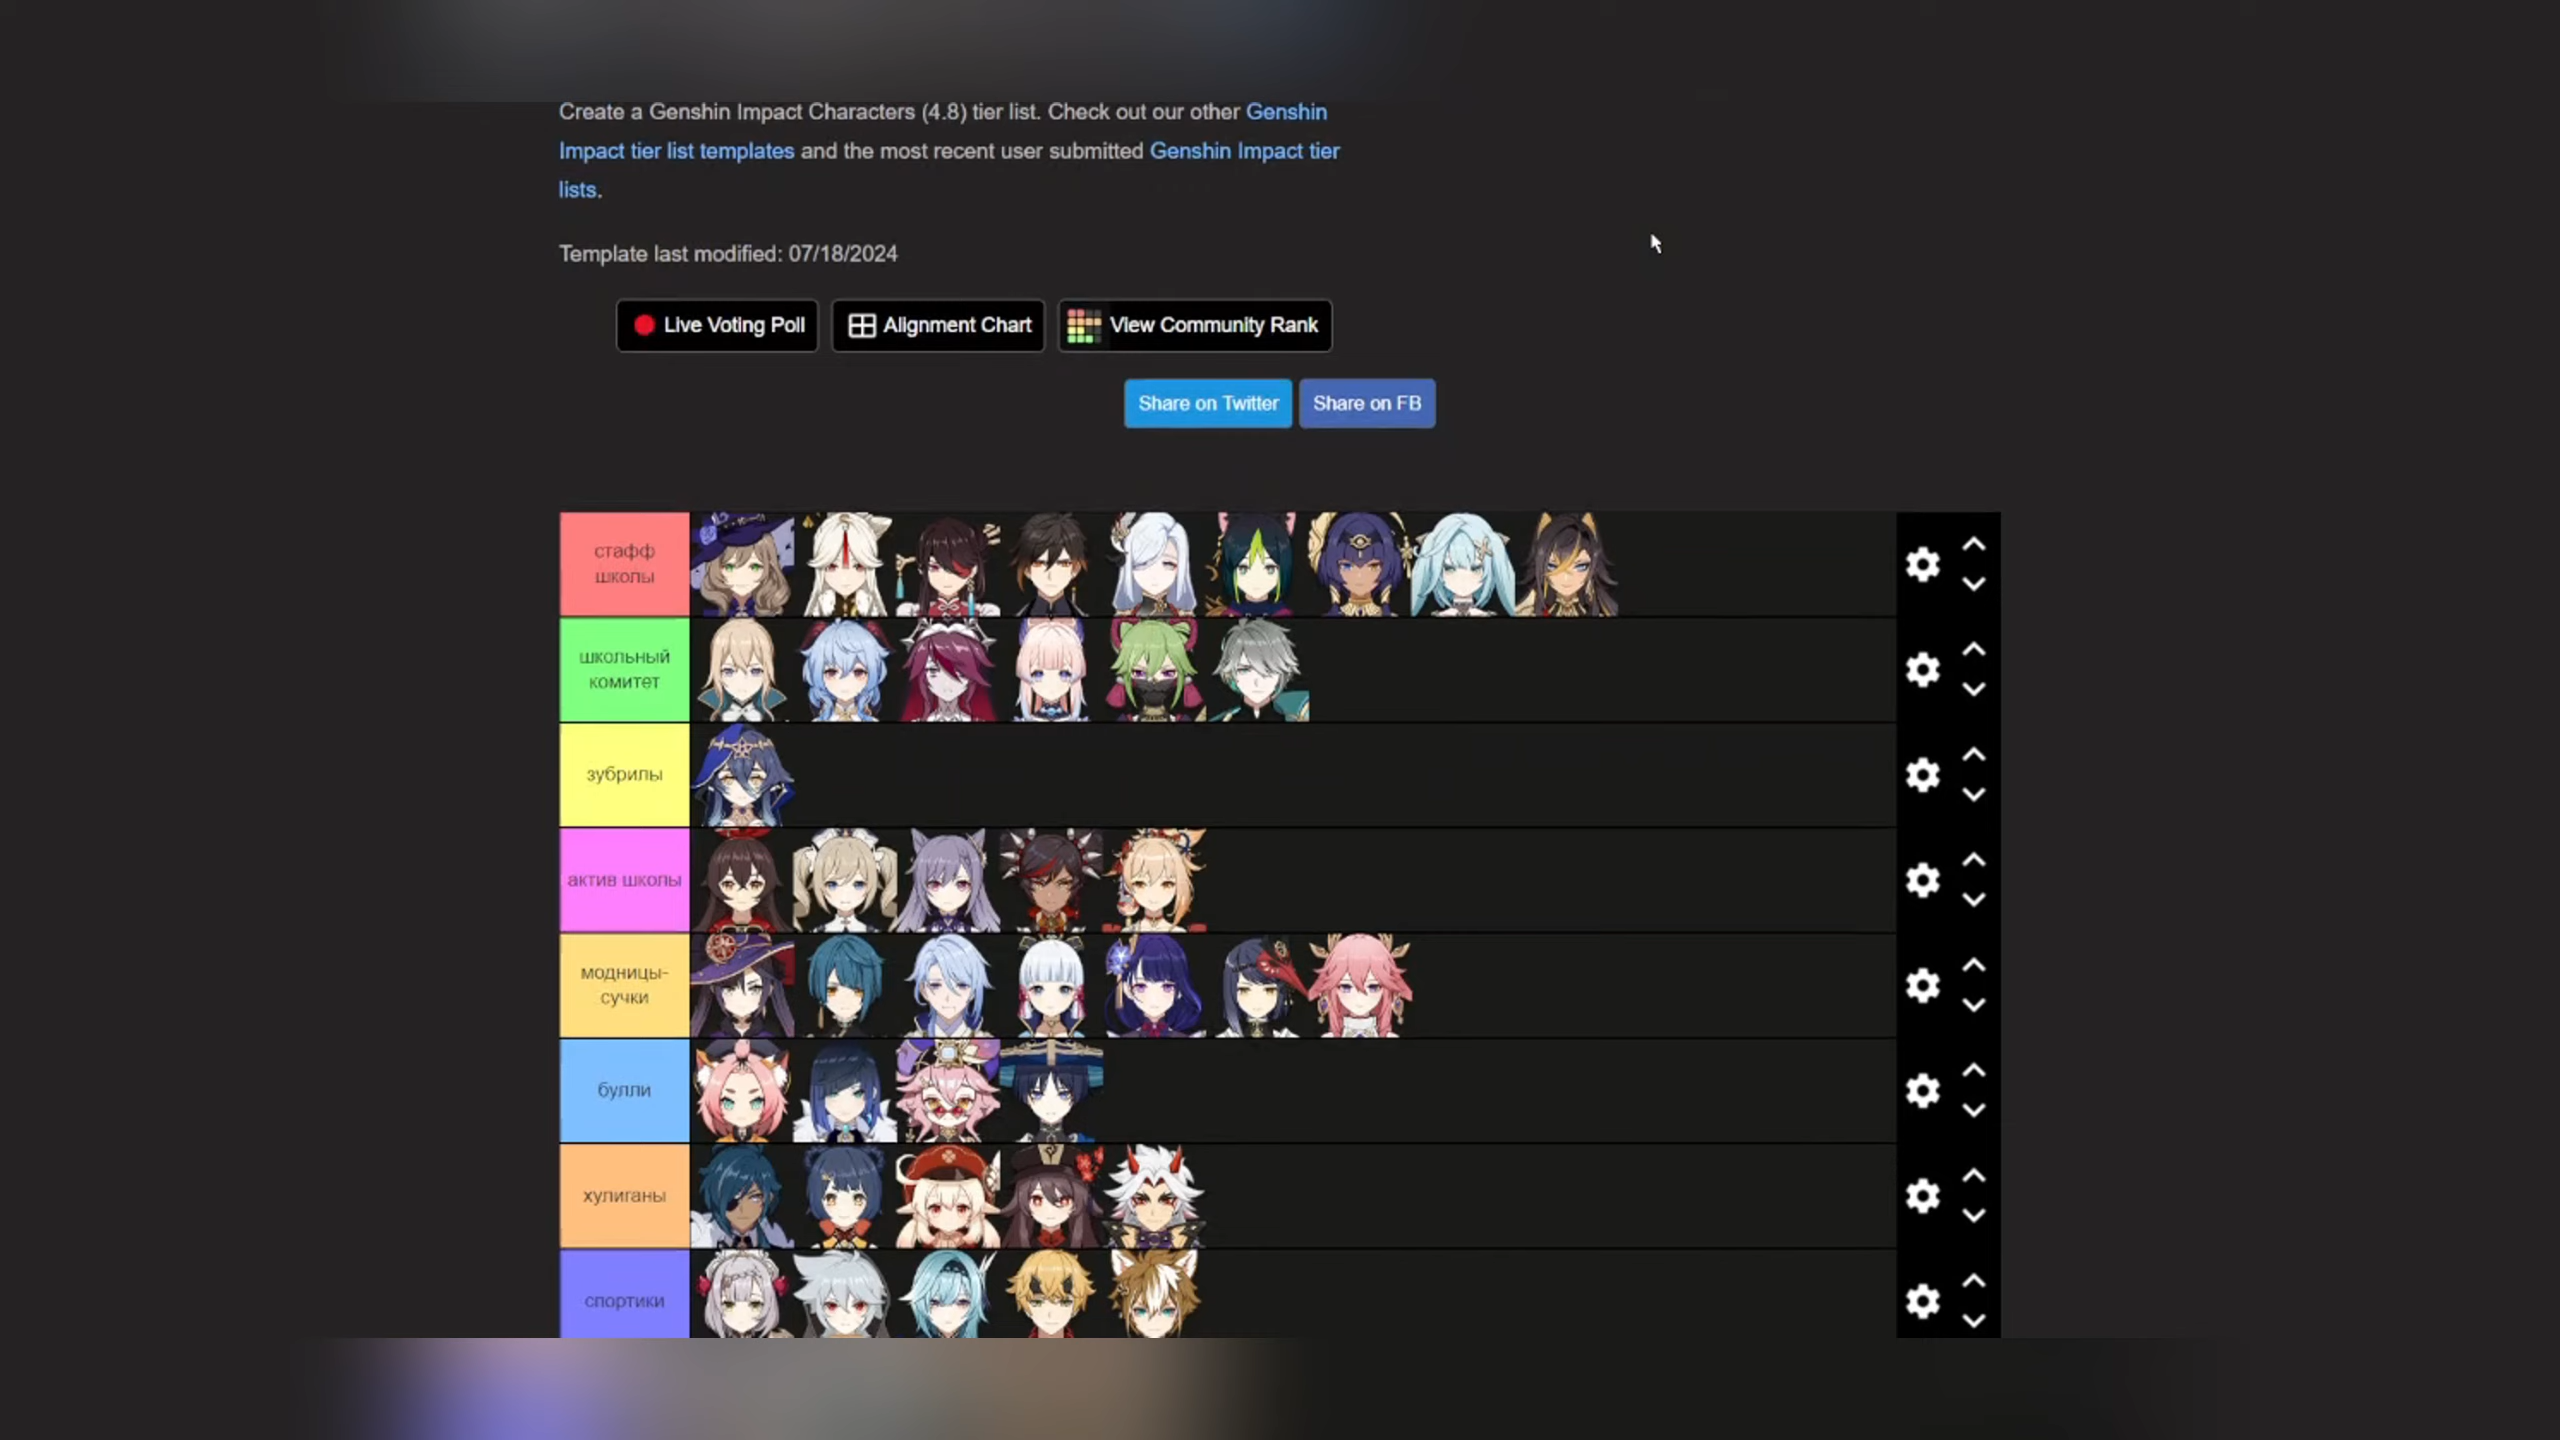 Create a Genshin Impact Characters (4.8) tier list. Check out our other Genshin
Impact tier list templates and the most recent user submitted Genshin Impact tier
lists.
Template last modified: 07/18/2024
Live Voting Poll
Alignment Chart
View Community Rank
Share on Twitter
Share on FB
стафф
школы
школьный
комитет
зубрилы
актив школы
модницы-
сучки
булли
хулиганы
спортики